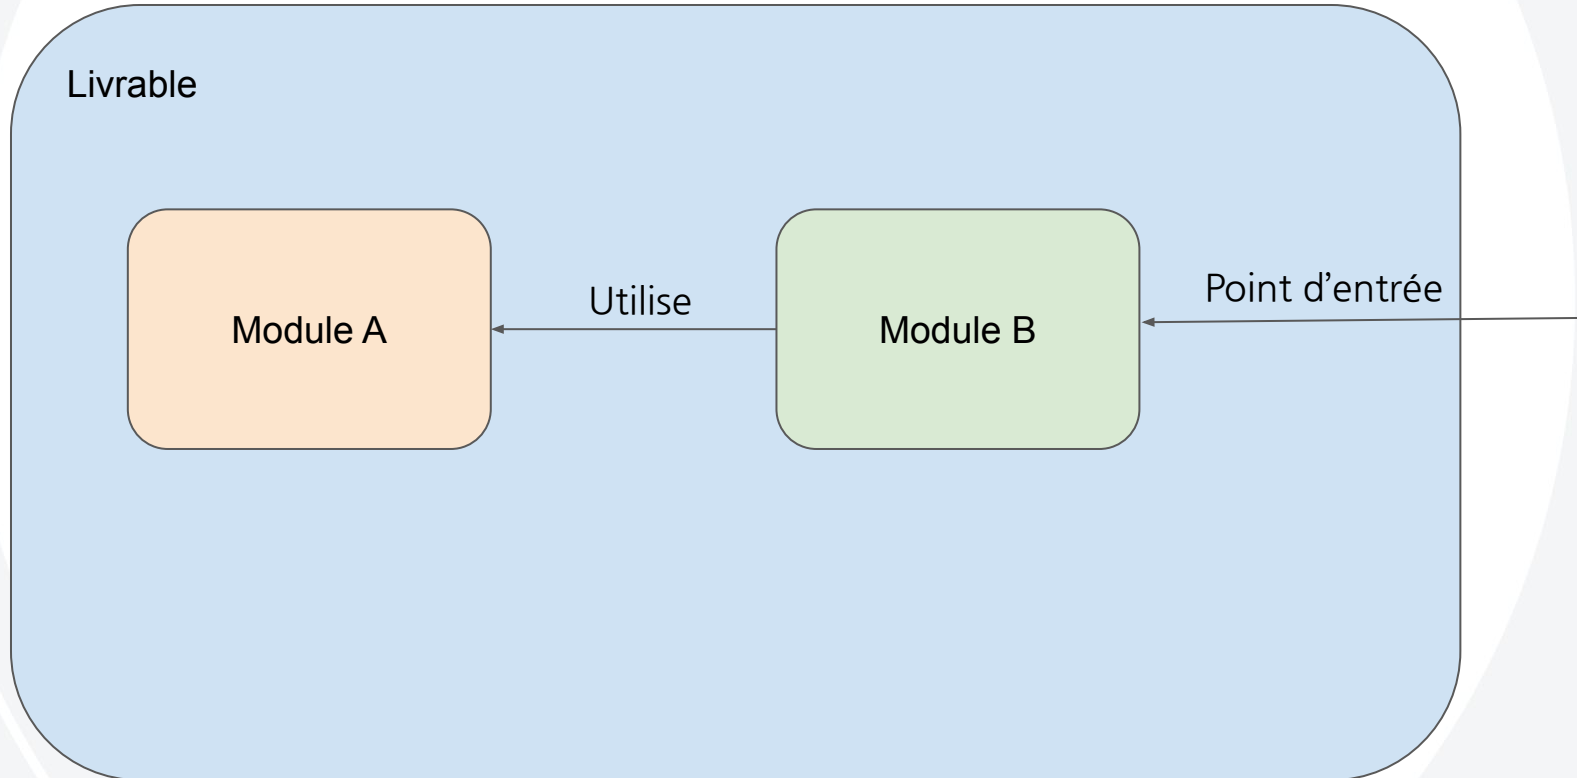 Livrable
Point d’entrée
Utilise
Module A
Module B